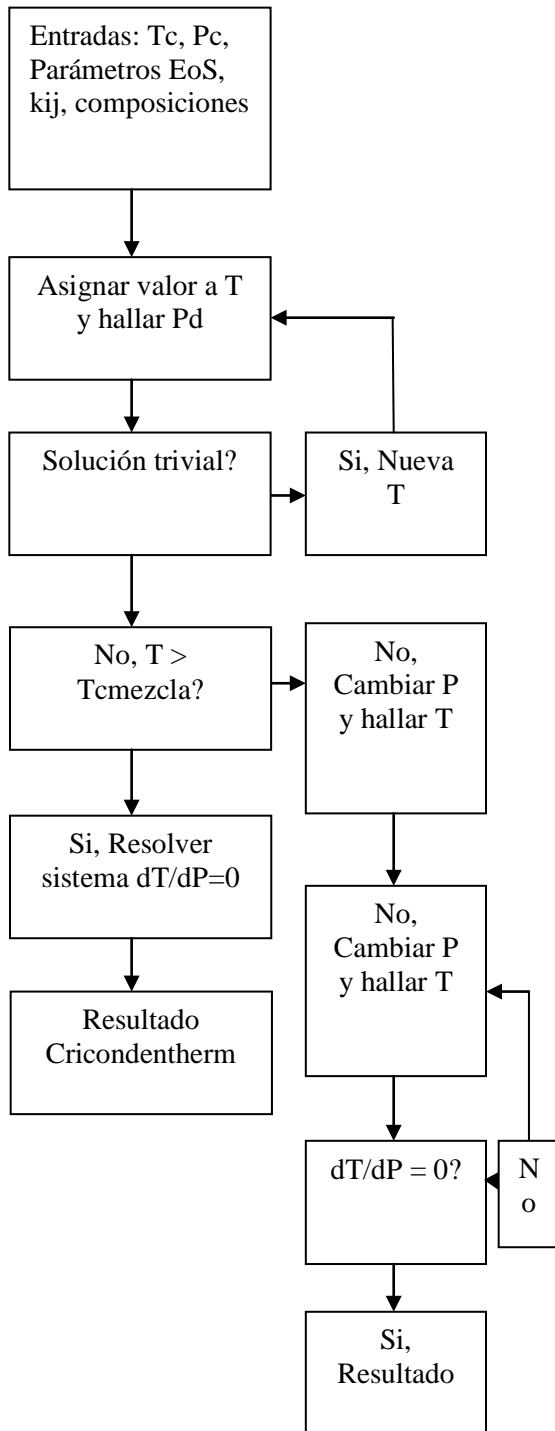 Entradas: Tc, Pc,
Parámetros EoS,
kij, composiciones
Asignar valor a T
y hallar Pd
Solución trivial?
Si, Nueva
T
No, T >
Tcmezcla?
No,
Cambiar P
y hallar T
Si, Resolver
sistema dT/dP=0
No,
Cambiar P
y hallar T
Resultado
Cricondentherm
dT/dP = 0?
N
o
Si,
Resultado